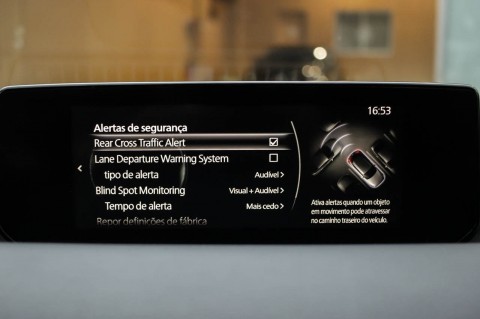 16:53
Alertas de segurança
Rear Cross Traffic Alert
Lane Departure Warning System
tipo de alerta Audível
Blind Spot Monitoring Visual + Audível
Tempo de alerta Mais cedo
Repor definições de fábrica
Ativa alertas quando um objeto
em movimento pode atravessar
no caminho traseiro do veículo.